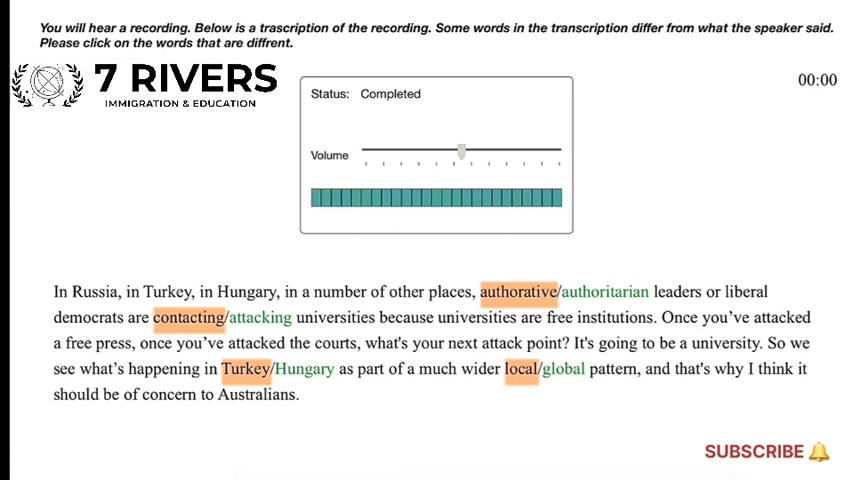 You will hear a recording. Below is a trascription of the recording. Some words in the transcription differ from what the speaker said.
Please click on the words that are diffrent.
7 RIVERS
IMMIGRATION & EDUCATION
00:00
Status: Completed
Volume
In Russia, in Turkey, in Hungary, in a number of other places, authorative/authoritarian leaders or liberal
democrats are contacting/attacking universities because universities are free institutions. Once you've attacked
a free press, once you've attacked the courts, what's your next attack point? It's going to be a university. So we
see what's happening in Turkey/Hungary as part of a much wider local/global pattern, and that's why I think it
should be of concern to Australians.
SUBSCRIBE